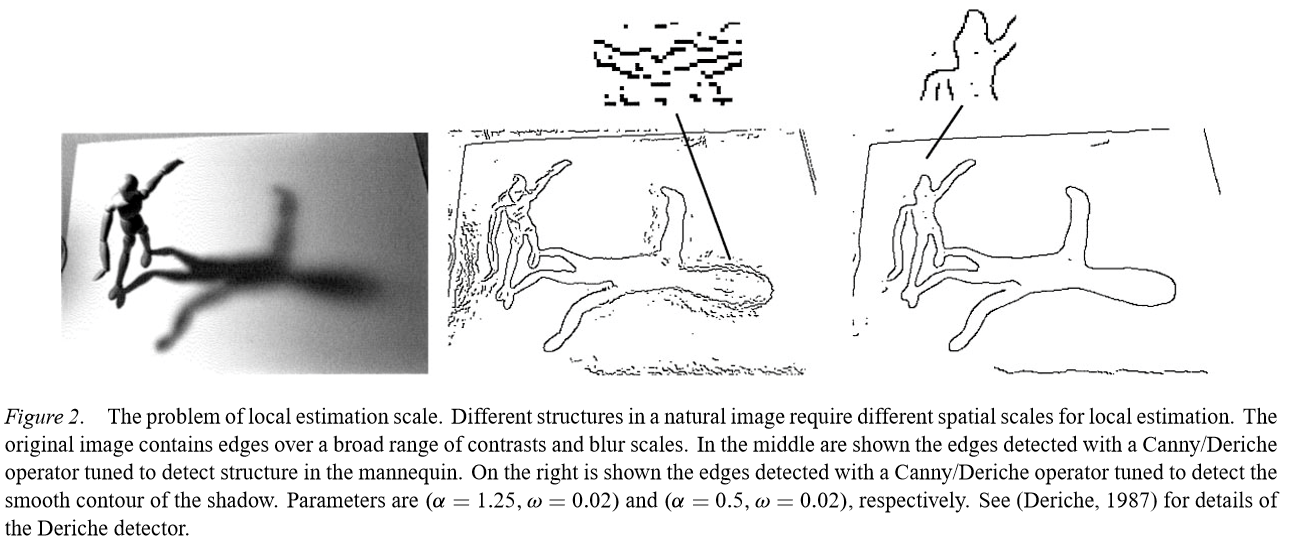 Figure 2. The problem of local estimation scale. Different structures in a natural image require different spatial scales for local estimation. The
original image contains edges over a broad range of contrasts and blur scales. In the middle are shown the edges detected with a Canny/Deriche
operator tuned to detect structure in the mannequin. On the right is shown the edges detected with a Canny/Deriche operator tuned to detect the
smooth contour of the shadow. Parameters are (α = 1.25, ω = 0.02) and (α = 0.5, ω = 0.02), respectively. See (Deriche, 1987) for details of
the Deriche detector.